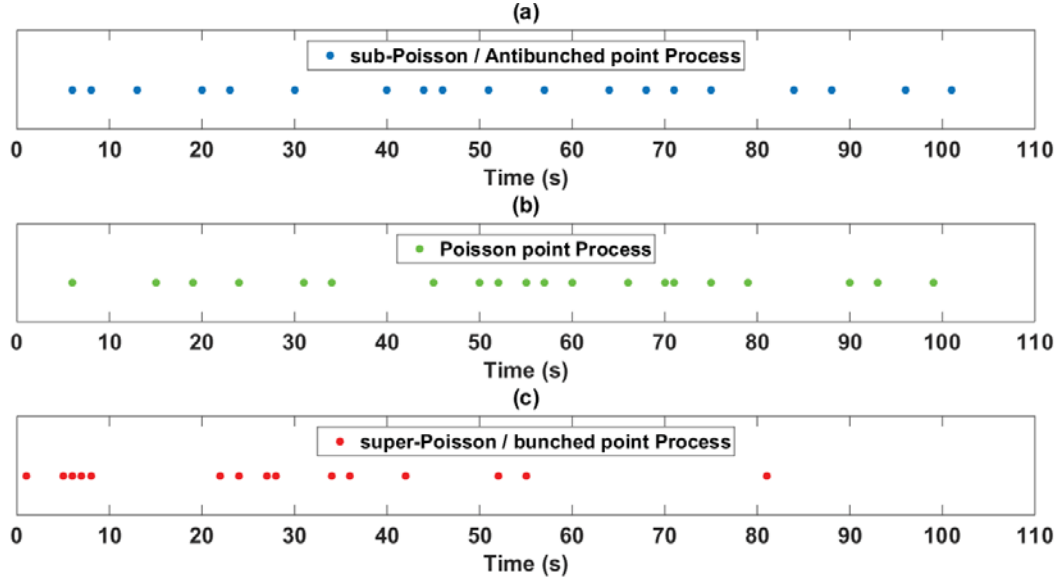 (a)
sub-Poisson / Antibunched point Process
0 10 20 30 40 50 60 70 80 90 100 110
Time (s)
(b)
Poisson point Process
0 10 20 30 40 50 60 70 80 90 100 110
Time (s)
(c)
super-Poisson / bunched point Process
0 10 20 30 40 50 60 70 80 90 100 110
Time (s)